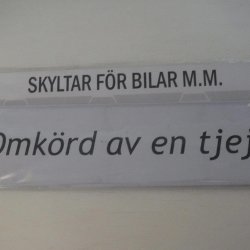 SKYLTAR FÖR BILAR M.M.
Omkörd av en tjej